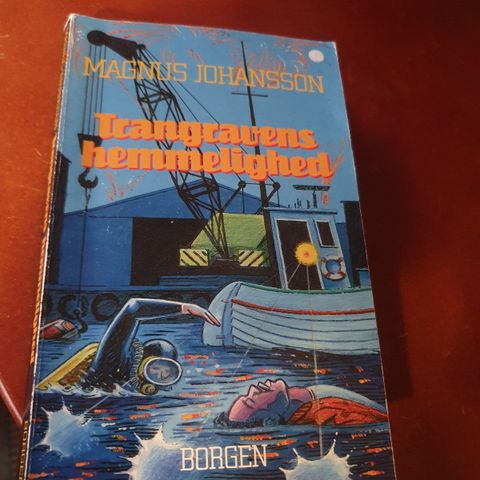 MAGNUS JOHANSSON
Trangravens
hemmelighed
BORGEN